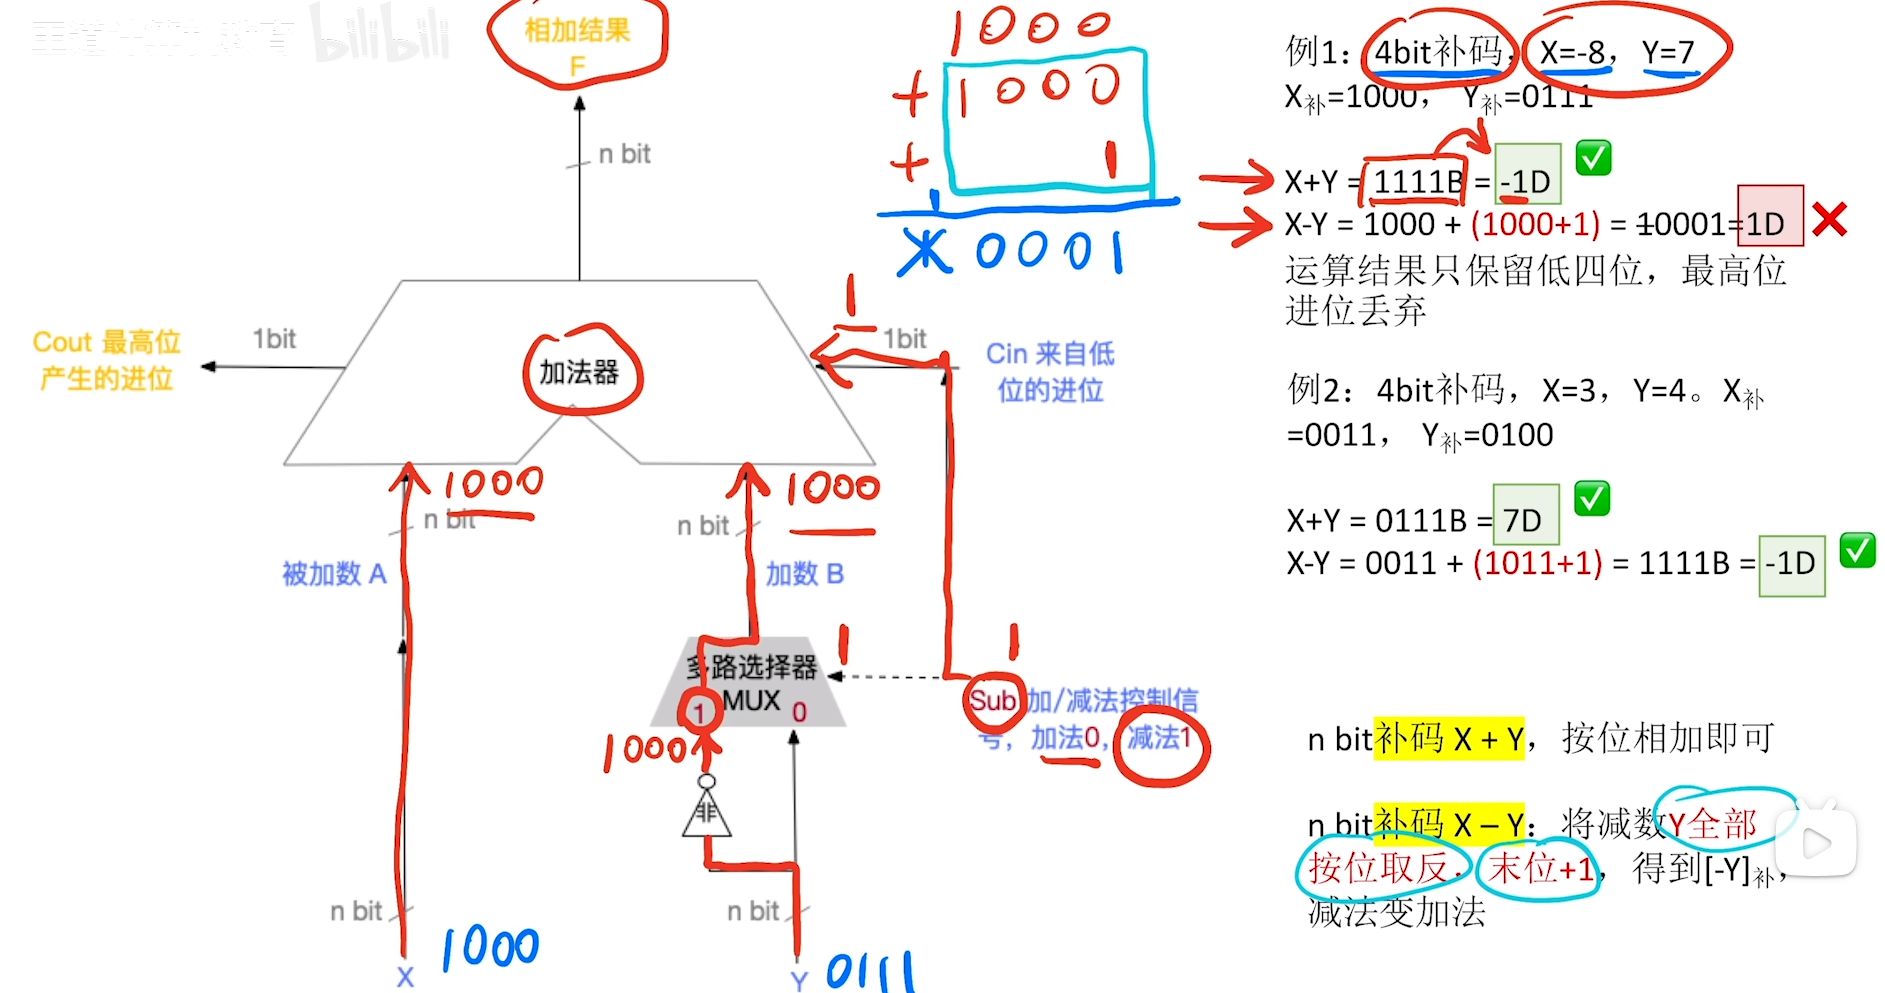 bilibili
相加结果
F
n bit
1000
+ 1000
+ 1
0001
Cout 最高位
产生的进位
1bit
加法器
1
1bit
Cin 来自低
位的进位
1000
n bit
1000
n bit
被加数 A
加数 B
多路选择器
MUX
1
0
1
1
Sub 加/减法控制信
号，加法0，减法1
1000
非
n bit
n bit
X
1000
Y
0111
例1：4bit补码，X=-8，Y=7
X补=1000， Y补=0111
X+Y = 1111B = -1D
X-Y = 1000 + (1000+1) = 10001=1D
运算结果只保留低四位，最高位
进位丢弃
例2：4bit补码，X=3，Y=4。X补
=0011， Y补=0100
X+Y = 0111B = 7D
X-Y = 0011 + (1011+1) = 1111B = -1D
n bit补码 X + Y，按位相加即可
n bit补码 X – Y：将减数Y全部
按位取反，末位+1，得到[-Y]补，
减法变加法